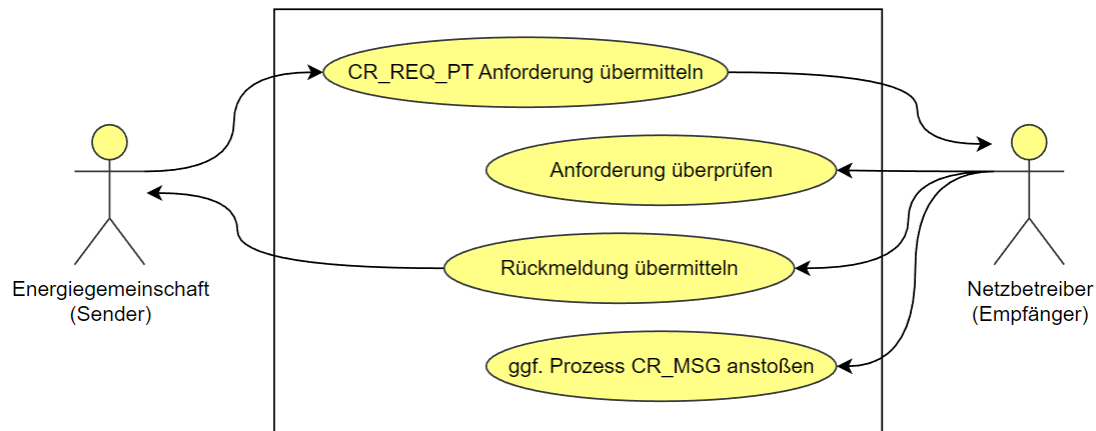 CR_REQ_PT Anforderung übermitteln
Anforderung überprüfen
Rückmeldung übermitteln
ggf. Prozess CR_MSG anstoßen
Energiegemeinschaft
(Sender)
Netzbetreiber
(Empfänger)